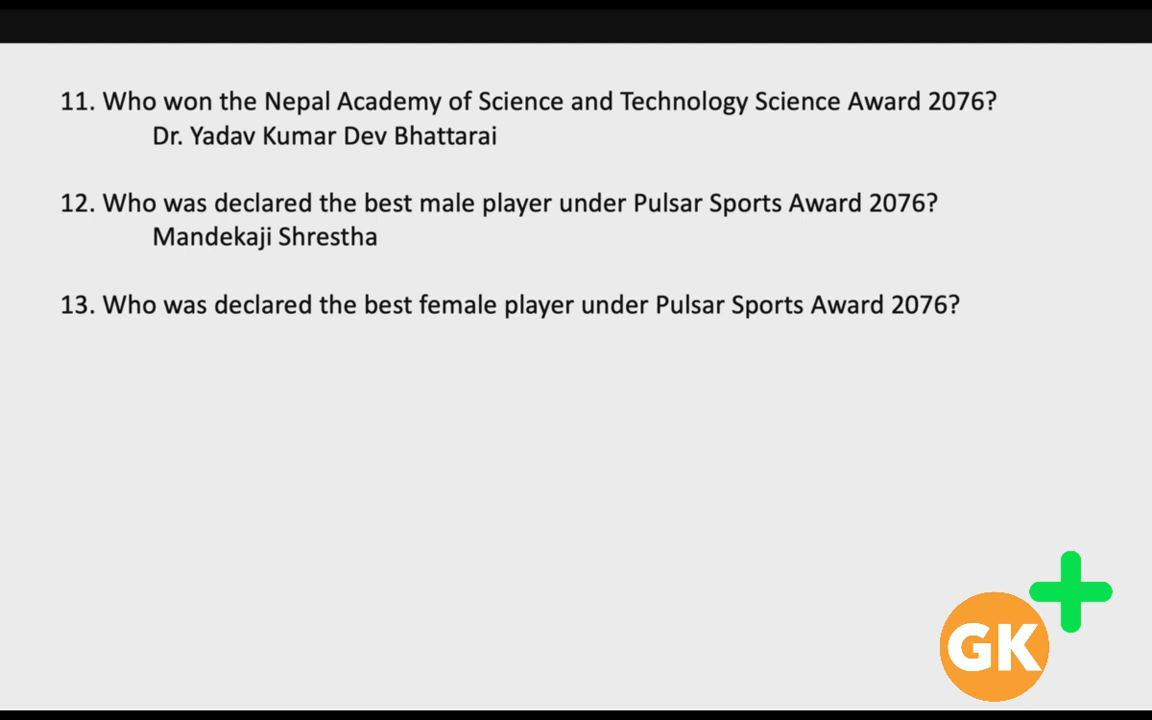 11. Who won the Nepal Academy of Science and Technology Science Award 2076?
Dr. Yadav Kumar Dev Bhattarai
12. Who was declared the best male player under Pulsar Sports Award 2076?
Mandekaji Shrestha
13. Who was declared the best female player under Pulsar Sports Award 2076?
GK